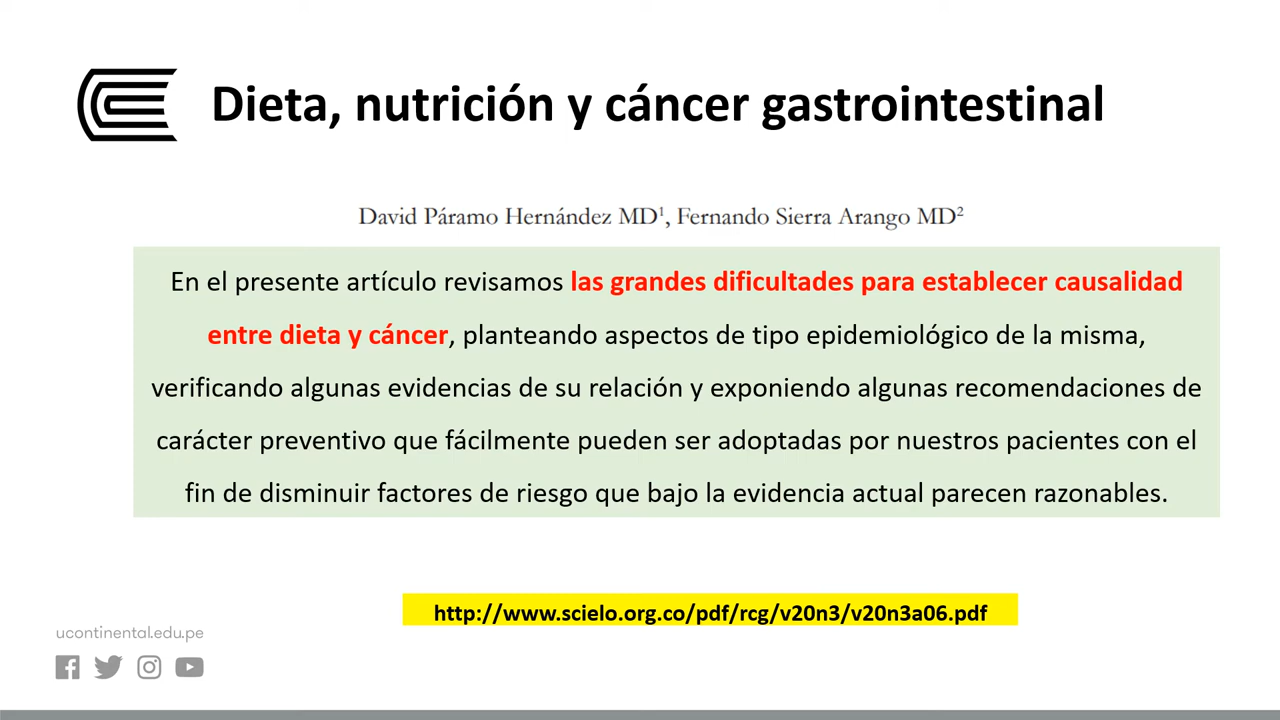 Dieta, nutrición y cáncer gastrointestinal
David Páramo Hernández MD¹, Fernando Sierra Arango MD²
En el presente artículo revisamos las grandes dificultades para establecer causalidad
entre dieta y cáncer, planteando aspectos de tipo epidemiológico de la misma,
verificando algunas evidencias de su relación y exponiendo algunas recomendaciones de
carácter preventivo que fácilmente pueden ser adoptadas por nuestros pacientes con el
fin de disminuir factores de riesgo que bajo la evidencia actual parecen razonables.
http://www.scielo.org.co/pdf/rcg/v20n3/v20n3a06.pdf
ucontinental.edu.pe